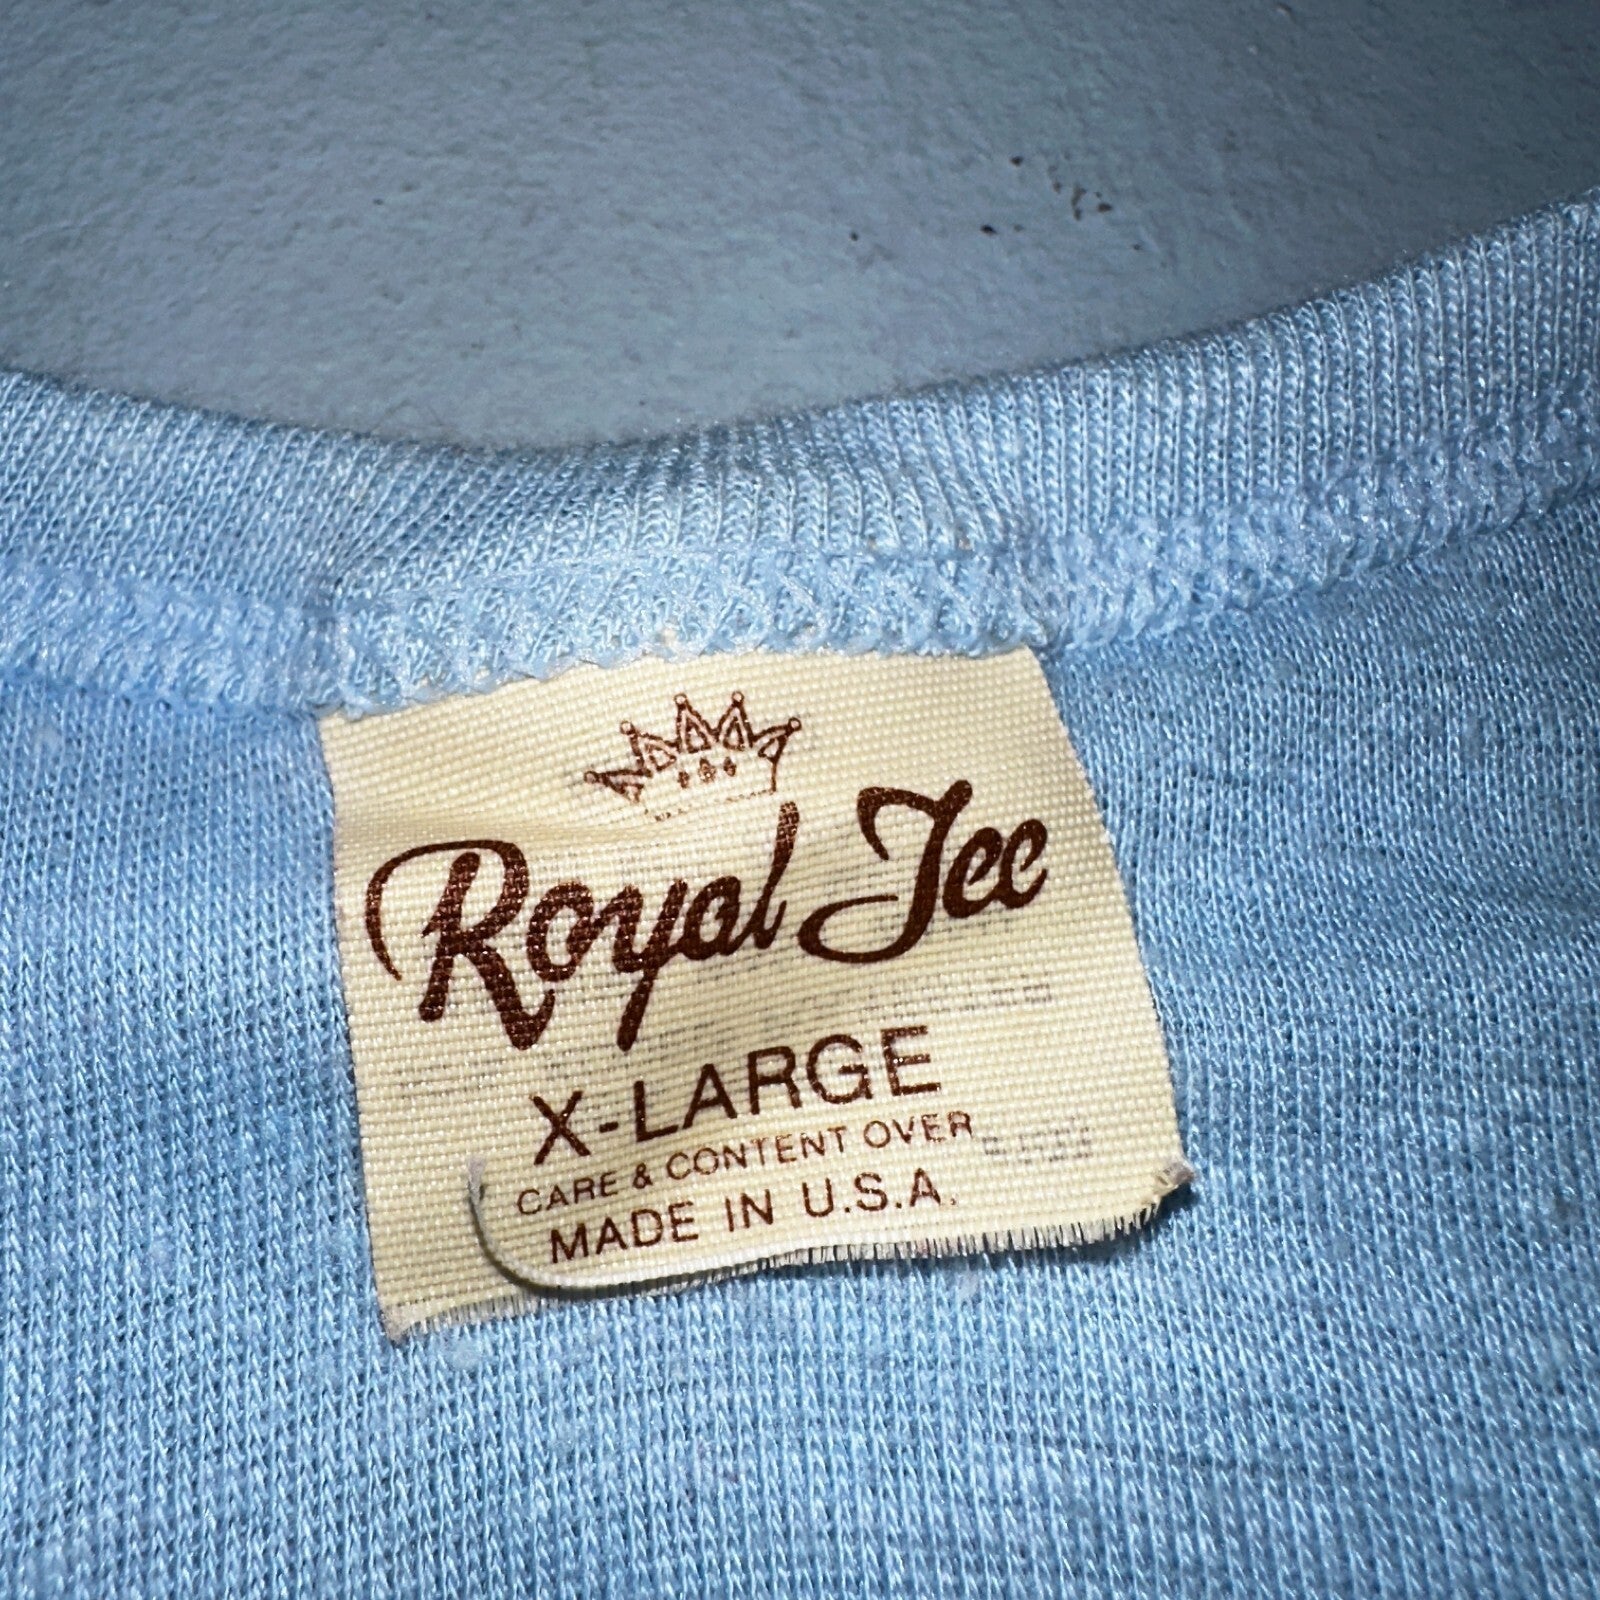 Royal Tee
X-LARGE
CARE & CONTENT OVER
MADE IN U.S.A.